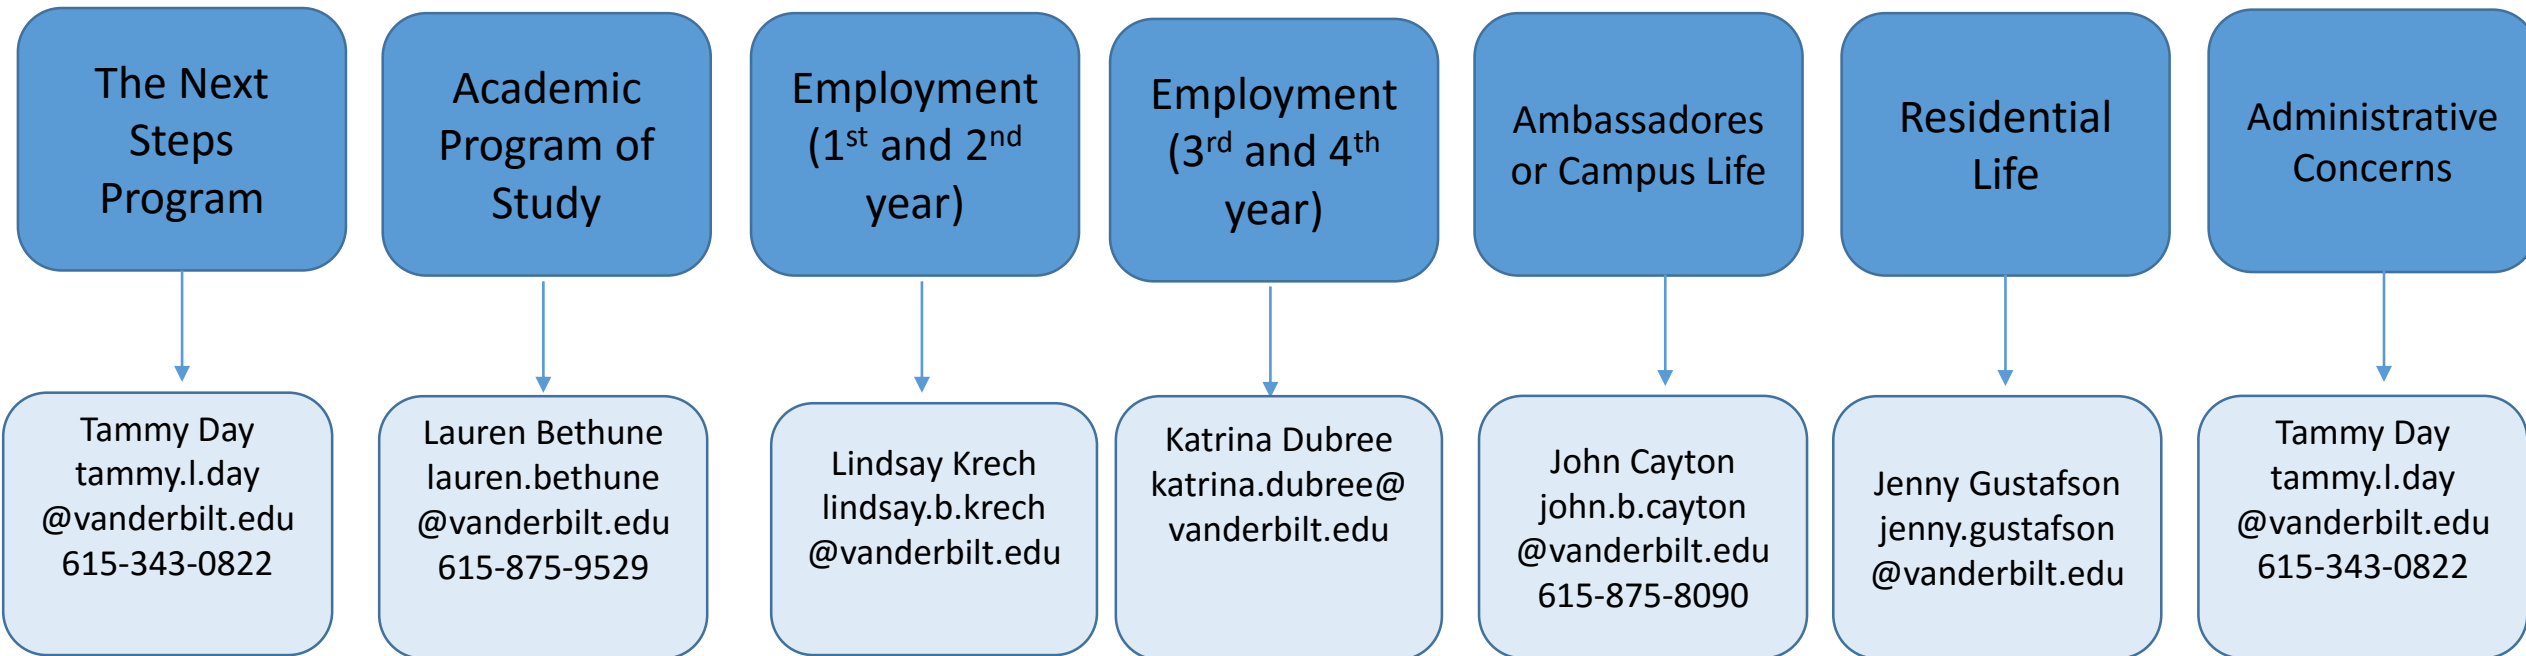 The Next
Steps
Program
Academic
Program of
Study
Employment
(1st and 2nd
year)
Employment
(3rd and 4th
year)
Ambassadores
or Campus Life
Residential
Life
Administrative
Concerns
Tammy Day
tammy.l.day
@vanderbilt.edu
615-343-0822
Lauren Bethune
lauren.bethune
@vanderbilt.edu
615-875-9529
Lindsay Krech
lindsay.b.krech
@vanderbilt.edu
Katrina Dubree
katrina.dubree@
vanderbilt.edu
John Cayton
john.b.cayton
@vanderbilt.edu
615-875-8090
Jenny Gustafson
jenny.gustafson
@vanderbilt.edu
Tammy Day
tammy.l.day
@vanderbilt.edu
615-343-0822